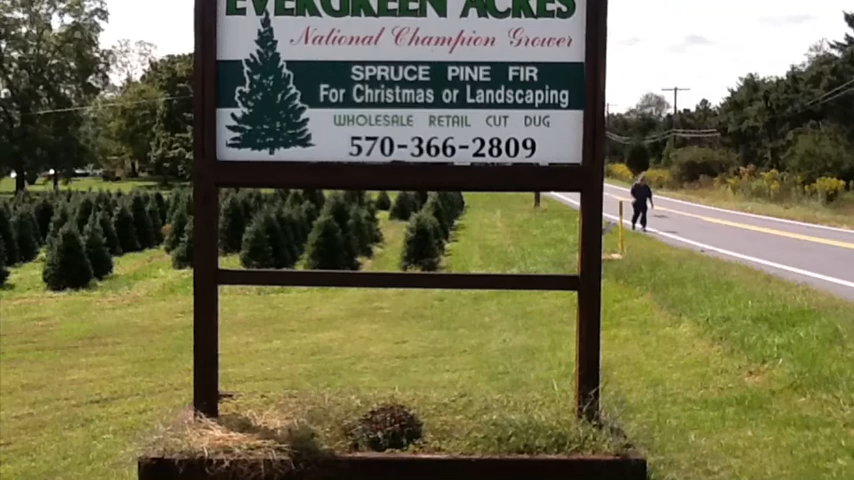 EVERGREEN ACRES
National Champion Grower
SPRUCE PINE FIR
For Christmas or Landscaping
WHOLESALE RETAIL CUT DUG
570-366-2809